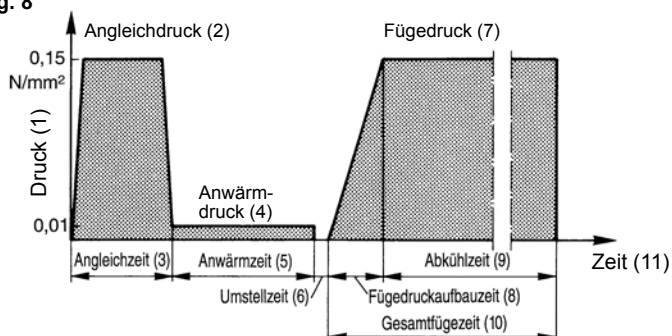 g. 8
Angleichdruck (2)
Fügedruck (7)
0,15
N/mm²
Druck (1)
Anwärm-
druck (4)
0,01
Angleichzeit (3)
Anwärmzeit (5)
Abkühlzeit (9)
Zeit (11)
Umstellzeit (6)
Fügedruckaufbauzeit (8)
Gesamtfügezeit (10)